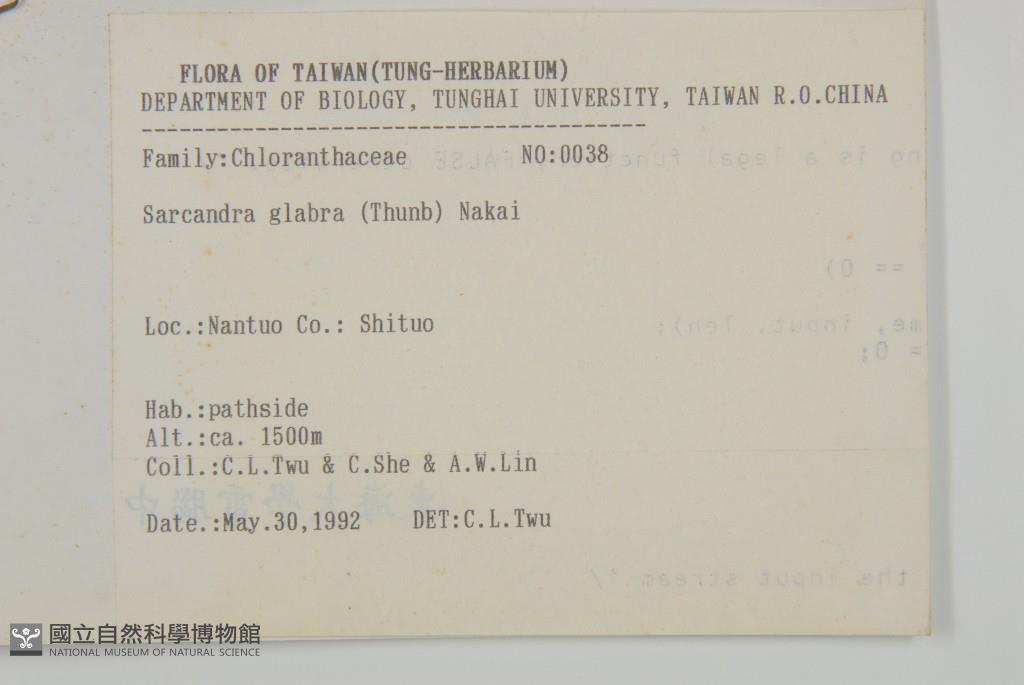 FLORA OF TAIWAN(TUNG-HERBARIUM)
DEPARTMENT OF BIOLOGY, TUNGHAI UNIVERSITY, TAIWAN R.O.CHINA
----------------------------------------
Family:Chloranthaceae NO:0038
Sarcandra glabra (Thunb) Nakai
Loc.:Nantuo Co.: Shituo
Hab.:pathside
Alt.:ca. 1500m
Coll.:C.L.Twu & C.She & A.W.Lin
Date.:May.30,1992 DET:C.L.Twu
國立自然科學博物館
NATIONAL MUSEUM OF NATURAL SCIENCE